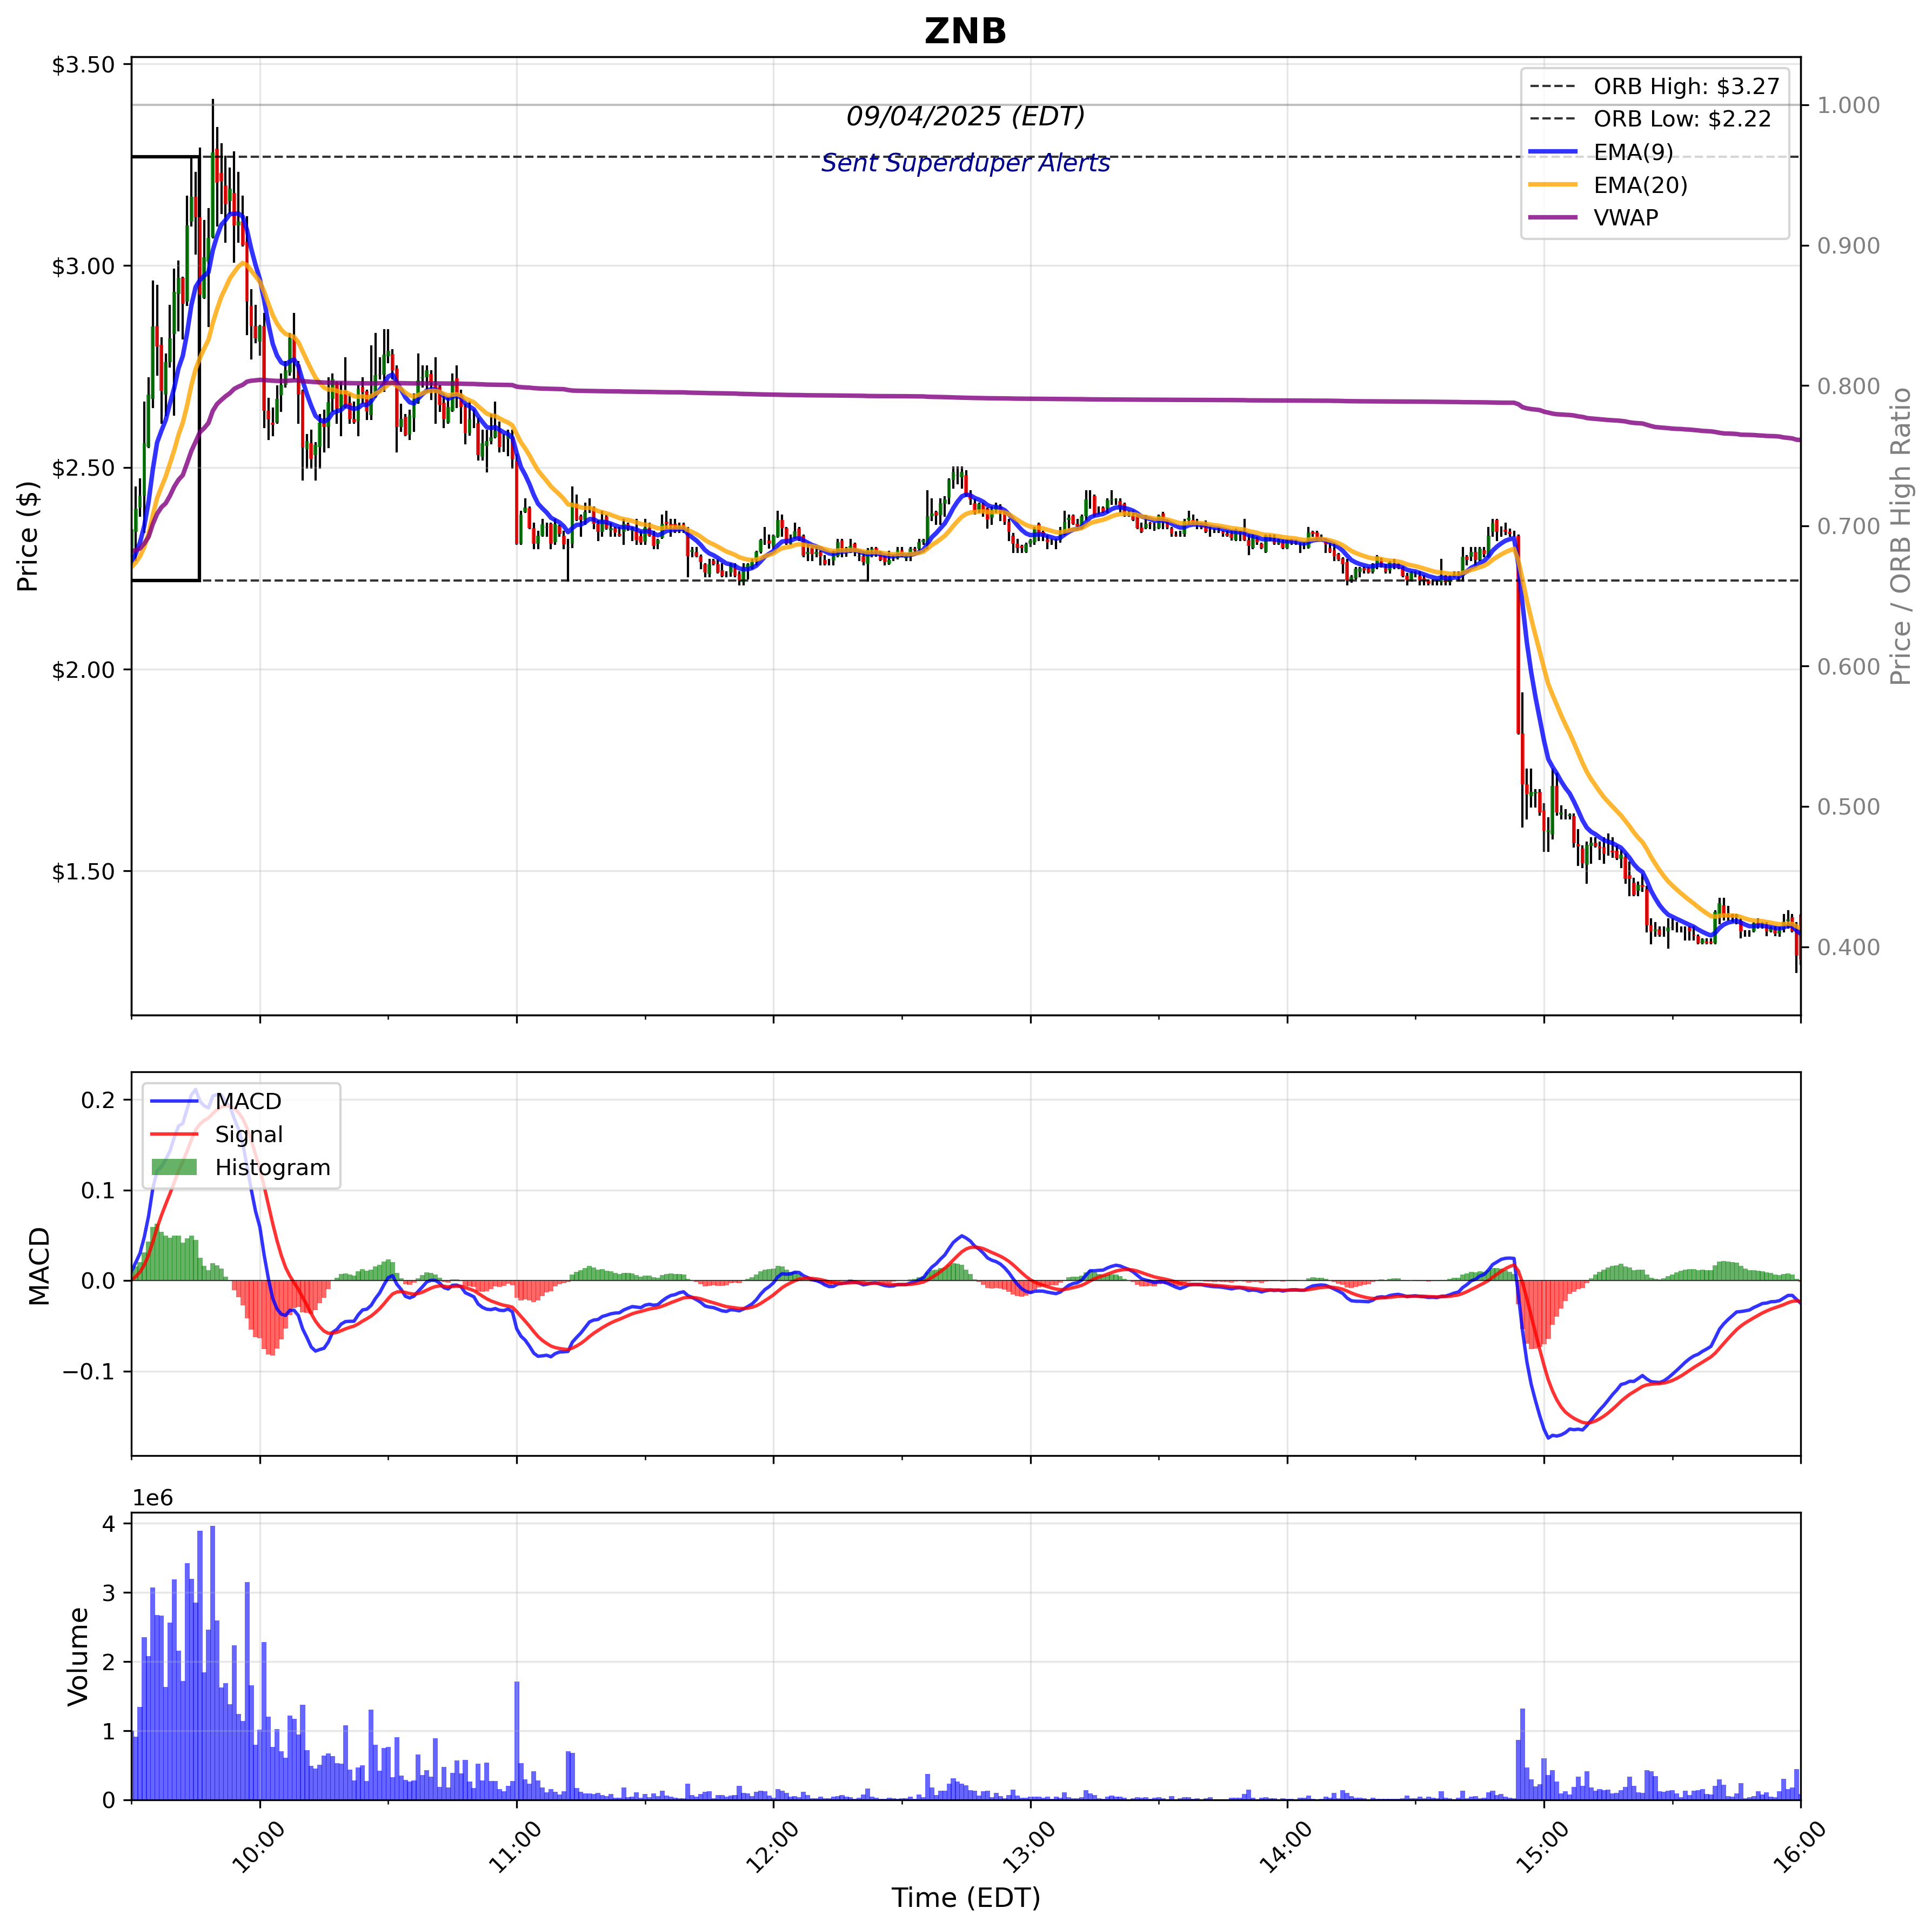 ZNB
09/04/2025 (EDT)
Sent Superduper Alerts
ORB High: $3.27
ORB Low: $2.22
EMA(9)
EMA(20)
VWAP
Price ($)
$3.50
$3.00
$2.50
$2.00
$1.50
Price / ORB High Ratio
1.000
0.900
0.800
0.700
0.600
0.500
0.400
MACD
0.2
0.1
0.0
−0.1
MACD
Signal
Histogram
1e6
Volume
4
3
2
1
0
10:00
11:00
12:00
13:00
14:00
15:00
16:00
Time (EDT)